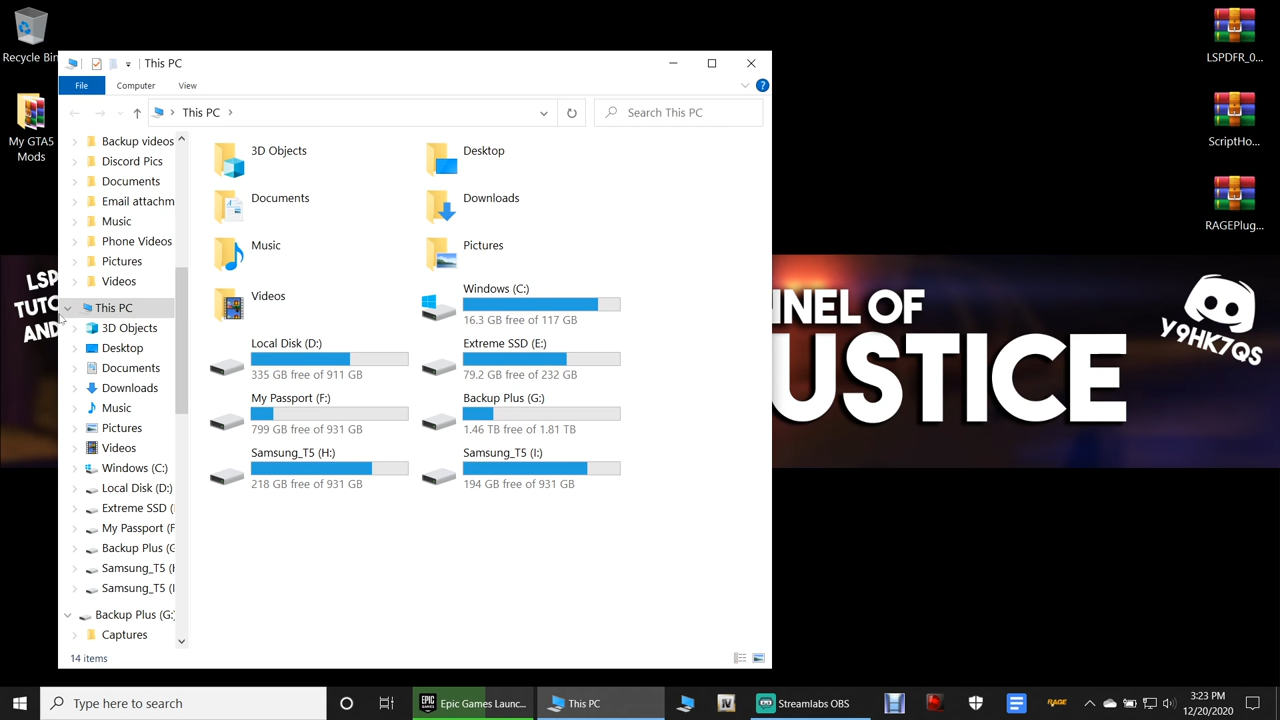 Recycle Bin
My GTA5
Mods
This PC
File
Computer
View
?
This PC
Search This PC
Backup videos
Discord Pics
Documents
Email attachm
Music
Phone Videos
Pictures
Videos
This PC
3D Objects
Desktop
Documents
Downloads
Music
Pictures
Videos
Windows (C:)
Local Disk (D:)
Extreme SSD (
My Passport (F
Backup Plus (G
Samsung_T5 (H
Samsung_T5 (I
Backup Plus (G:)
Captures
3D Objects
Desktop
Documents
Downloads
Music
Pictures
Videos
Windows (C:)
16.3 GB free of 117 GB
Local Disk (D:)
335 GB free of 911 GB
Extreme SSD (E:)
79.2 GB free of 232 GB
My Passport (F:)
799 GB free of 931 GB
Backup Plus (G:)
1.46 TB free of 1.81 TB
Samsung_T5 (H:)
218 GB free of 931 GB
Samsung_T5 (I:)
194 GB free of 931 GB
14 items
LSPDFR_0...
ScriptHo...
RAGEPlug...
LSP
TUTO
AND
NNEL OF
USTICE
Y9HK7QS
Type here to search
EPIC
GAMES
Epic Games Launc...
This PC
IV
Streamlabs OBS
RAGE
3:23 PM
12/20/2020